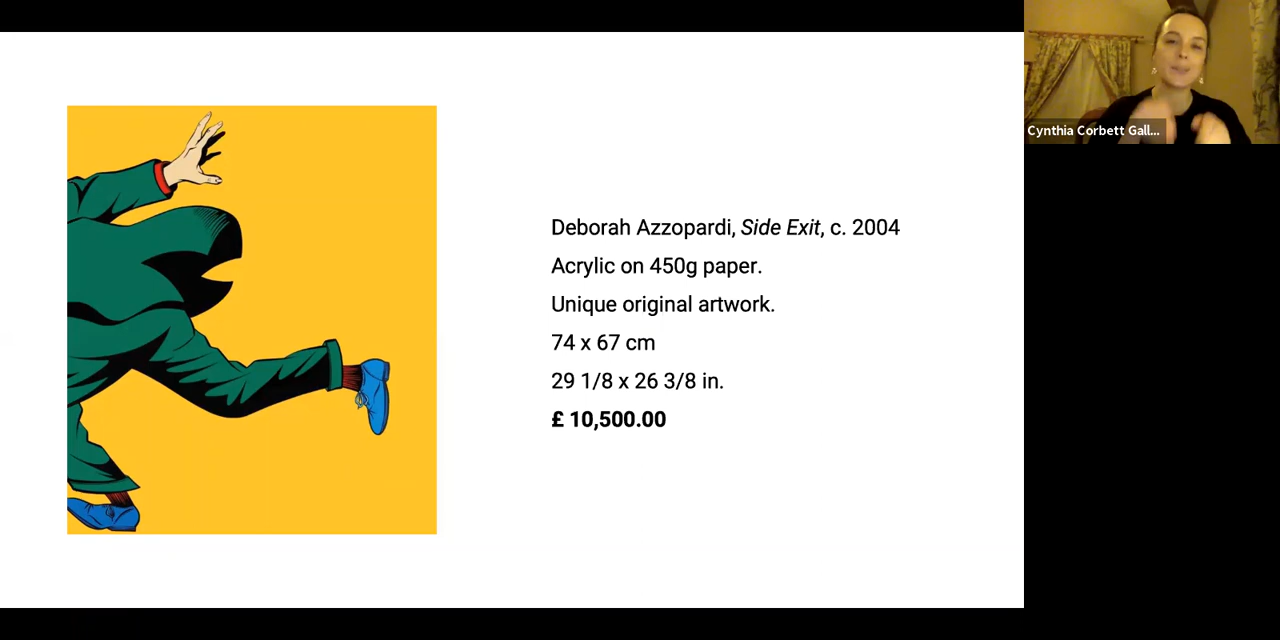 Deborah Azzopardi, Side Exit, c. 2004
Acrylic on 450g paper.
Unique original artwork.
74 x 67 cm
29 1/8 x 26 3/8 in.
£ 10,500.00
Cynthia Corbett Gall...